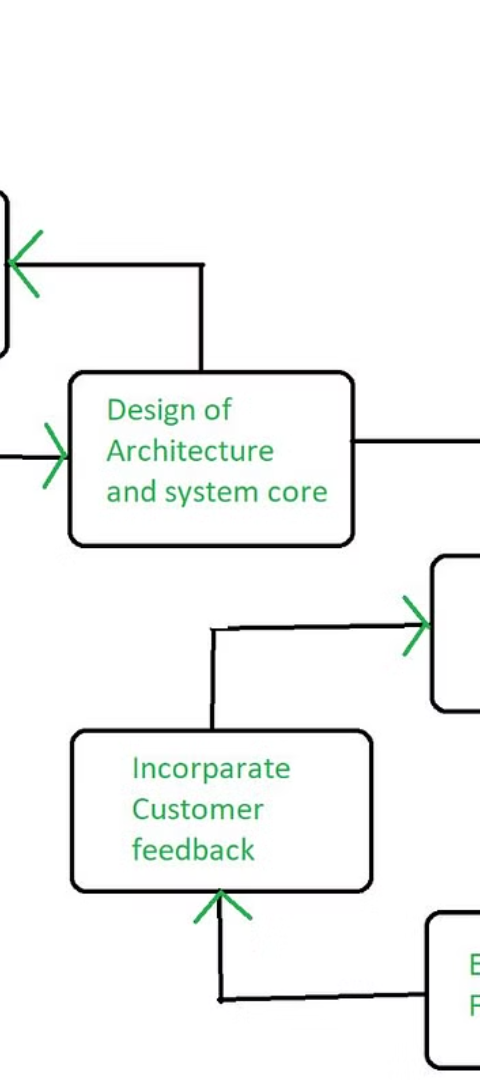 Design of
Architecture
and system core
Incorparate
Customer
feedback